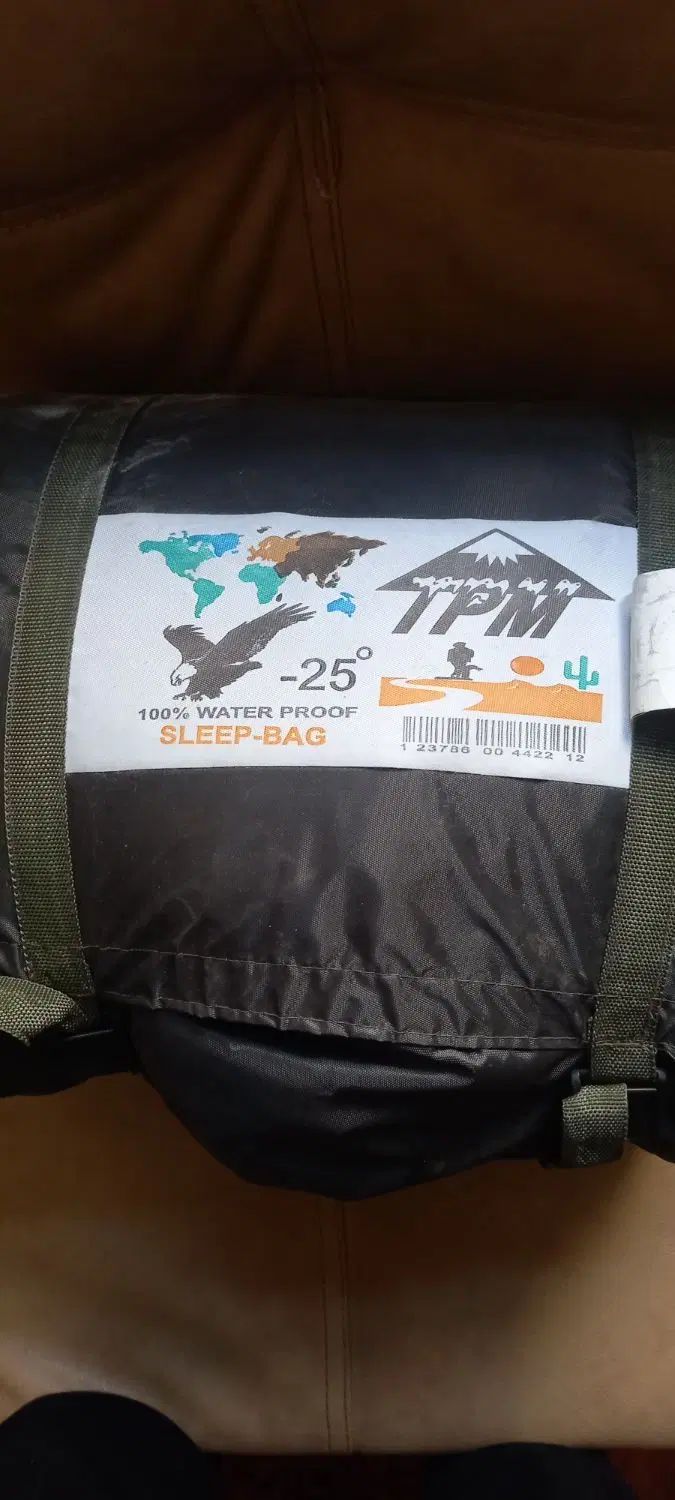 TPM
-25°
100% WATER PROOF
SLEEP-BAG
1 23786 00 4422 12